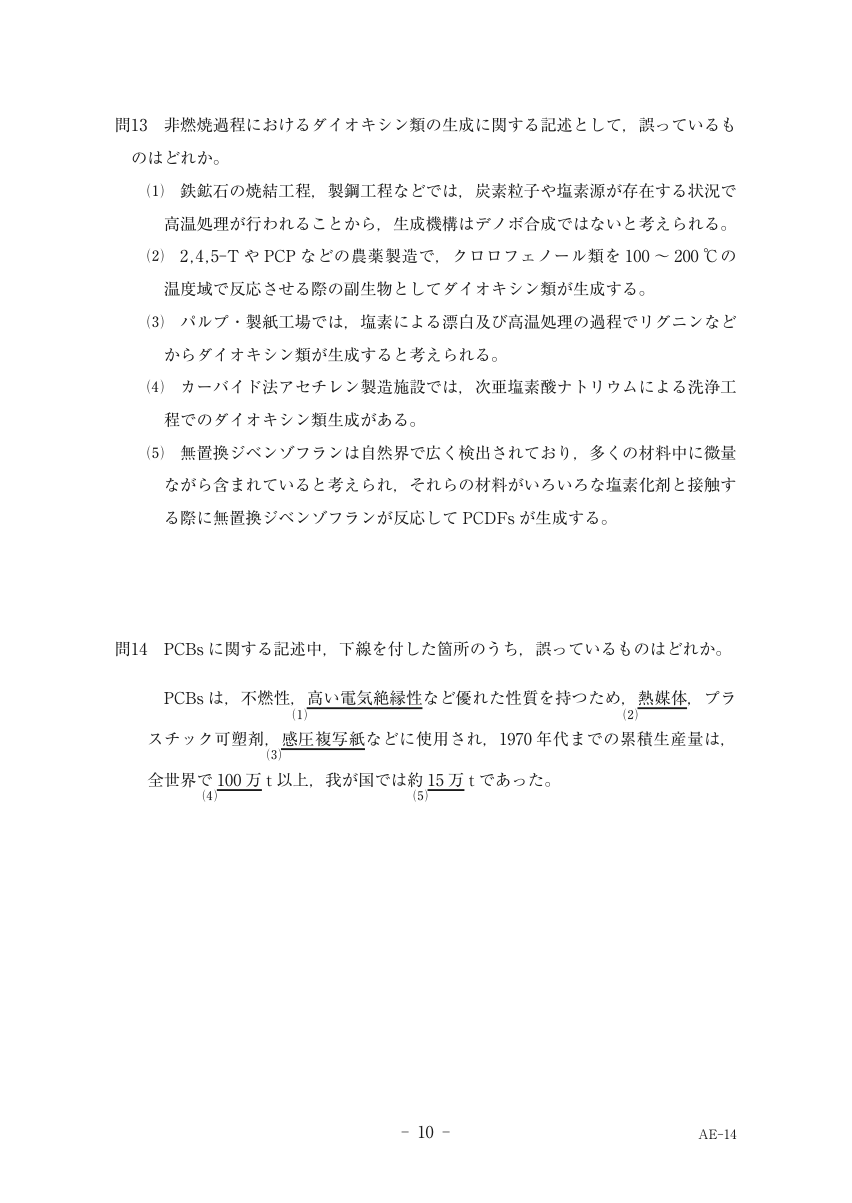 問13　非燃焼過程におけるダイオキシン類の生成に関する記述として，誤っているも
のはどれか。
⑴　鉄鉱石の焼結工程，製鋼工程などでは，炭素粒子や塩素源が存在する状況で
高温処理が行われることから，生成機構はデノボ合成ではないと考えられる。
⑵　2,4,5-T や PCP などの農薬製造で，クロロフェノール類を 100 ～ 200 ℃の
温度域で反応させる際の副生物としてダイオキシン類が生成する。
⑶　パルプ・製紙工場では，塩素による漂白及び高温処理の過程でリグニンなど
からダイオキシン類が生成すると考えられる。
⑷　カーバイド法アセチレン製造施設では，次亜塩素酸ナトリウムによる洗浄工
程でのダイオキシン類生成がある。
⑸　無置換ジベンゾフランは自然界で広く検出されており，多くの材料中に微量
ながら含まれていると考えられ，それらの材料がいろいろな塩素化剤と接触す
る際に無置換ジベンゾフランが反応して PCDFs が生成する。
問14　PCBs に関する記述中，下線を付した箇所のうち，誤っているものはどれか。
PCBs は，不燃性，高い電気絶縁性など優れた性質を持つため，熱媒体，プラ
⑴ ⑵
スチック可塑剤，感圧複写紙などに使用され，1970 年代までの累積生産量は，
⑶
全世界で 100 万 t 以上，我が国では約 15 万 t であった。
⑷ ⑸
- 10 -
AE-14